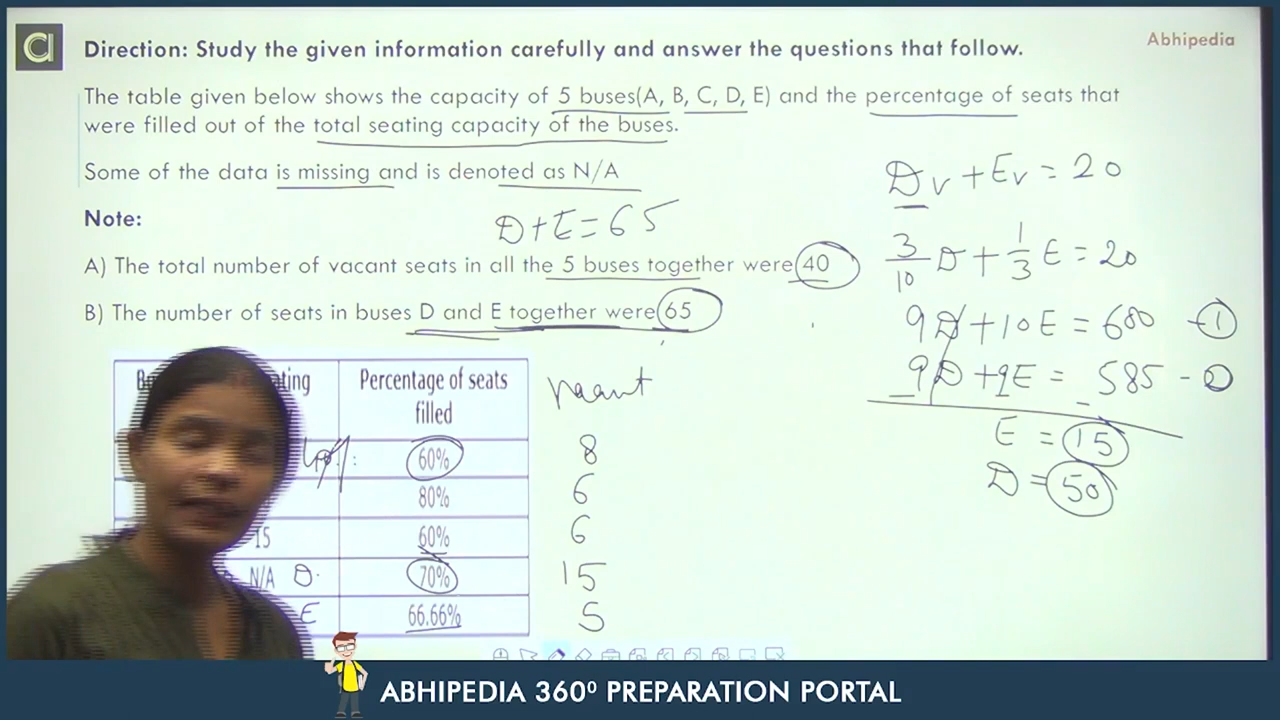 Abhipedia
Direction: Study the given information carefully and answer the questions that follow.
The table given below shows the capacity of 5 buses(A, B, C, D, E) and the percentage of seats that
were filled out of the total seating capacity of the buses.
Some of the data is missing and is denoted as N/A
Note:
D+E=65
A) The total number of vacant seats in all the 5 buses together were 40
B) The number of seats in buses D and E together were 65
Percentage of seats
filled
vacant
60% 8
80% 6
15 60% 6
N/A D. 70% 15
E 66.66% 5
Dv+Ev=20
3/10 D+1/3 E=20
9D+10E=600 -1
9D+9E=585 -2
E=15
D=50
ABHIPEDIA 360⁰ PREPARATION PORTAL